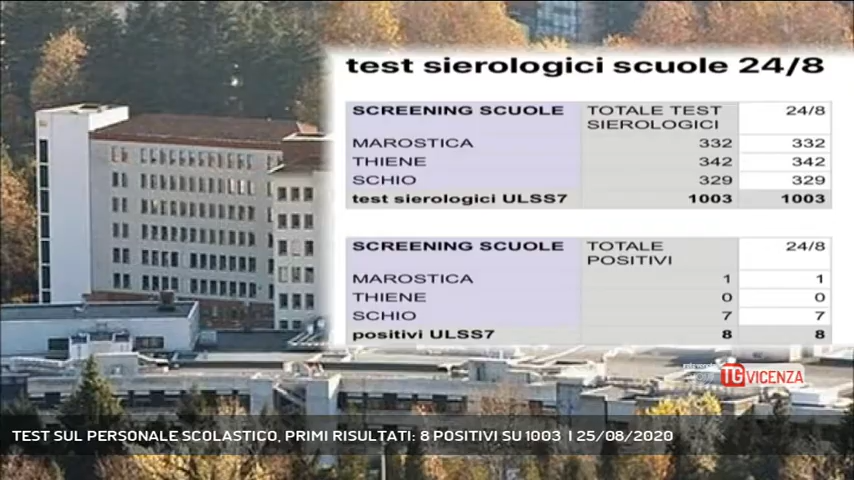 test sierologici scuole 24/8
SCREENING SCUOLE TOTALE TEST SIEROLOGICI 24/8
MAROSTICA 332 332
THIENE 342 342
SCHIO 329 329
test sierologici ULSS7 1003 1003
SCREENING SCUOLE TOTALE POSITIVI 24/8
MAROSTICA 1 1
THIENE 0 0
SCHIO 7 7
positivi ULSS7 8 8
TG VICENZA
TEST SUL PERSONALE SCOLASTICO, PRIMI RISULTATI: 8 POSITIVI SU 1003 | 25/08/2020